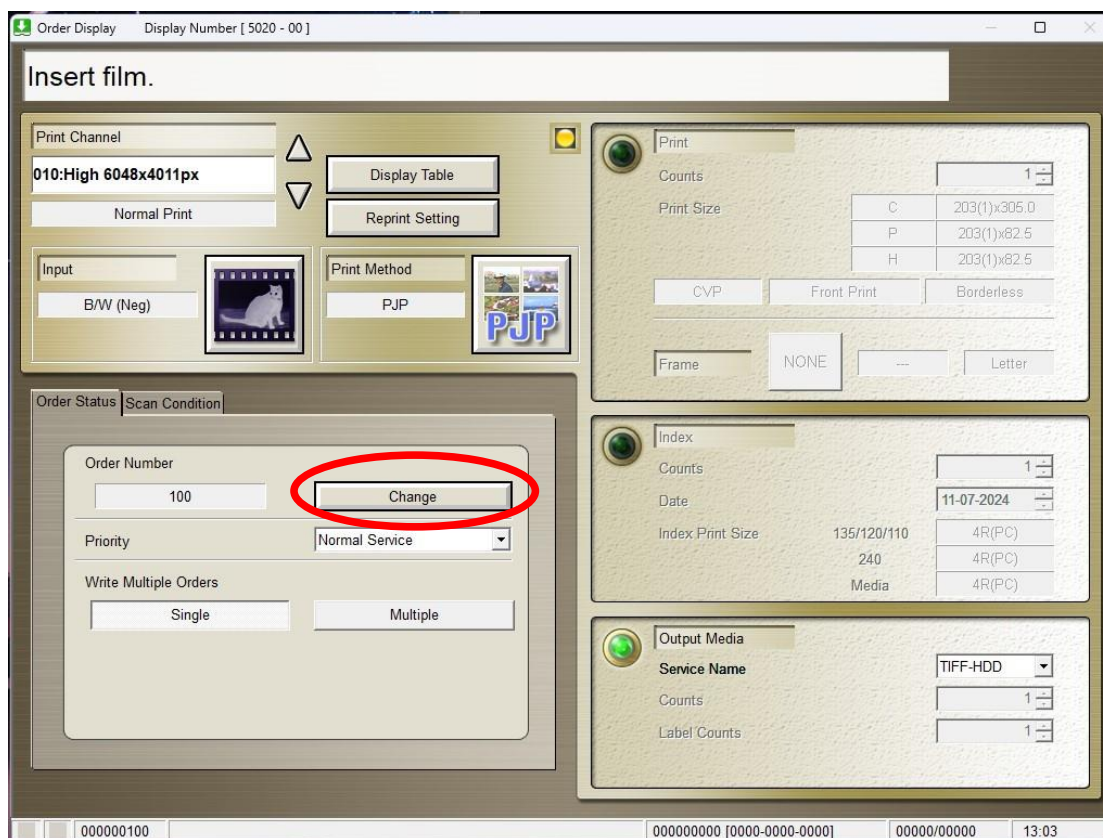 Order Display Display Number [ 5020 - 00 ]
Insert film.
Print Channel
010:High 6048x4011px
Normal Print
Display Table
Reprint Setting
Input
B/W (Neg)
Print Method
PJP
PJP
Order Status Scan Condition
Order Number
100 Change
Priority Normal Service
Write Multiple Orders
Single Multiple
Print
Counts 1
Print Size C 203(1)x305.0
P 203(1)x82.5
H 203(1)x82.5
CVP Front Print Borderless
Frame NONE --- Letter
Index
Counts 1
Date 11-07-2024
Index Print Size 135/120/110 4R(PC)
240 4R(PC)
Media 4R(PC)
Output Media
Service Name TIFF-HDD
Counts 1
Label Counts 1
000000100 000000000 [0000-0000-0000] 00000/00000 13:03